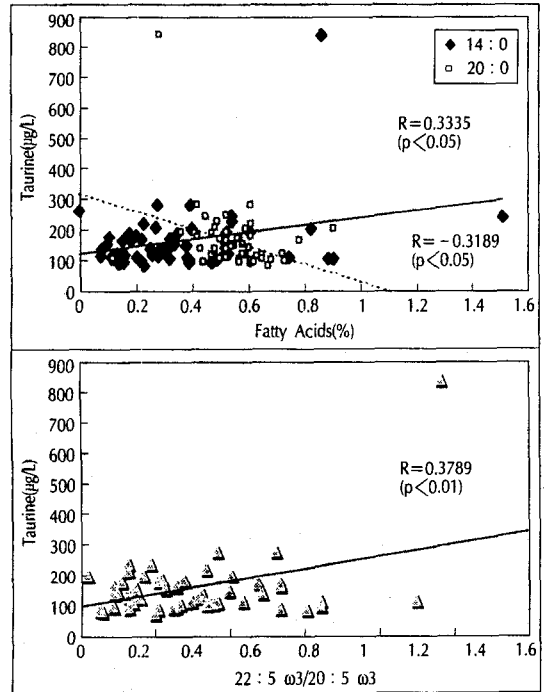 900
800
700
600
500
400
300
200
100
0
Taurine(μg/L)
14 : 0
20 : 0
R=0.3335
(p<0.05)
R=-0.3189
(p<0.05)
0 0.2 0.4 0.6 0.8 1 1.2 1.4 1.6
Fatty Acids(%)
900
800
700
600
500
400
300
200
100
0
Taurine(μg/L)
R=0.3789
(p<0.01)
0 0.2 0.4 0.6 0.8 1 1.2 1.4 1.6
22 : 5 ω3/20 : 5 ω3